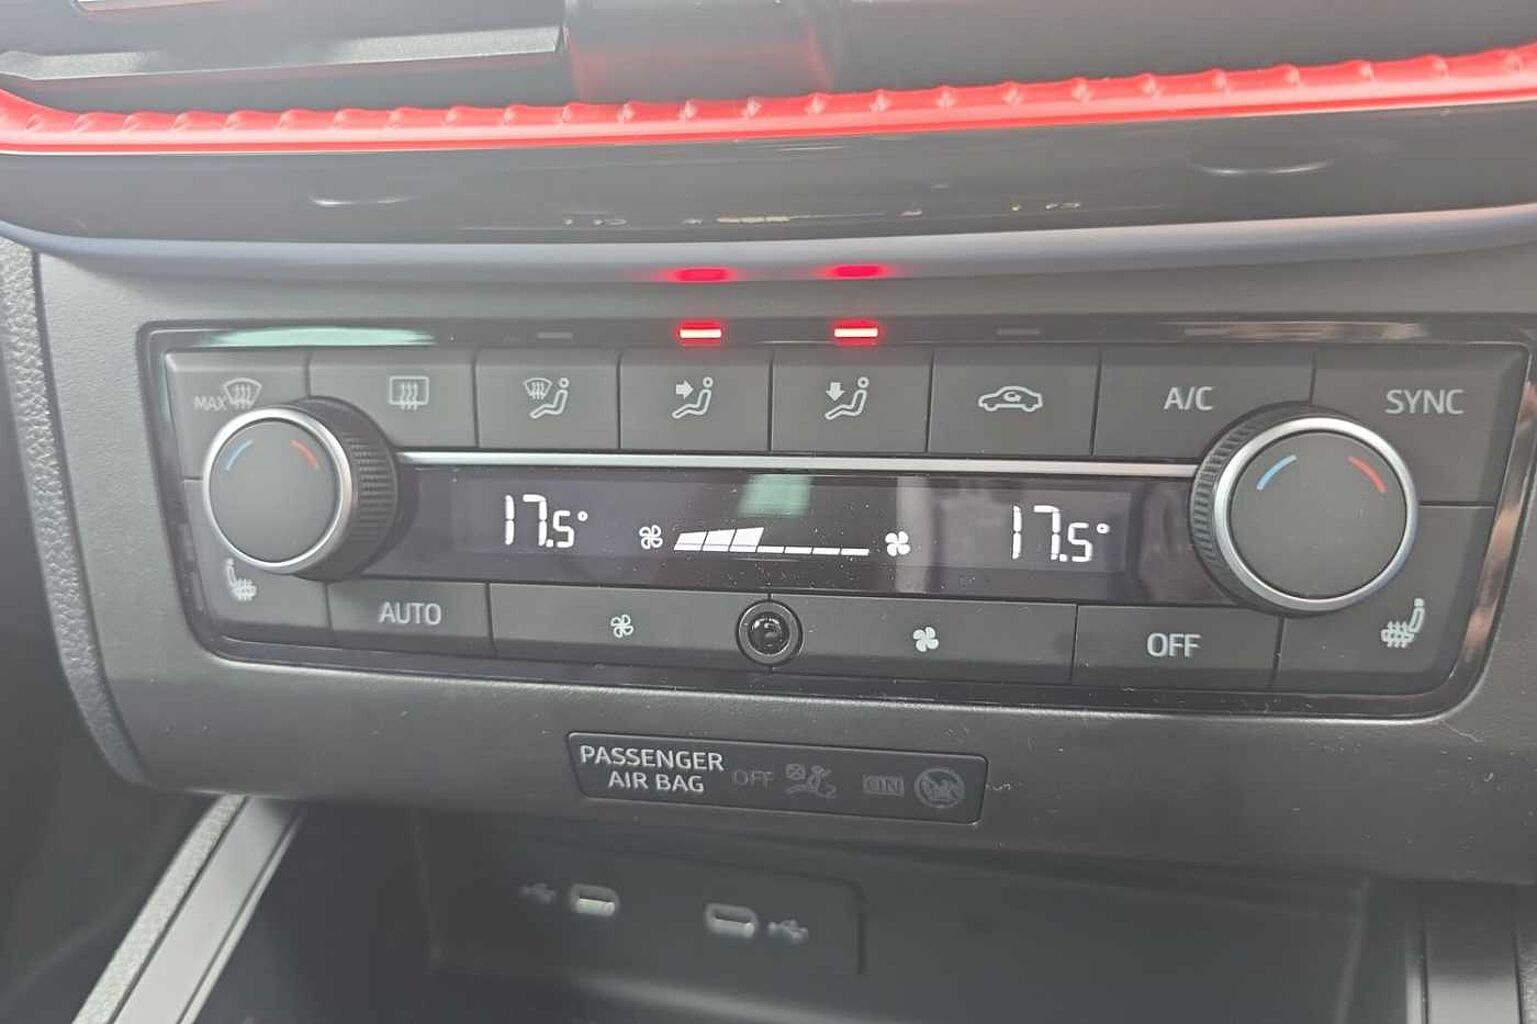 MAX
A/C
SYNC
17.5°
17.5°
AUTO
OFF
PASSENGER
AIR BAG
OFF
ON